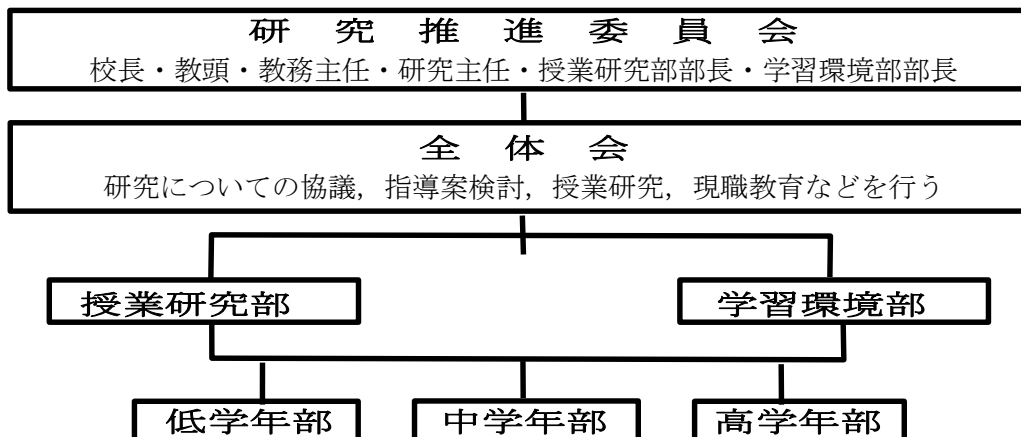 研究推進委員会
校長・教頭・教務主任・研究主任・授業研究部部長・学習環境部部長
全体会
研究についての協議，指導案検討，授業研究，現職教育などを行う
授業研究部
学習環境部
低学年部
中学年部
高学年部